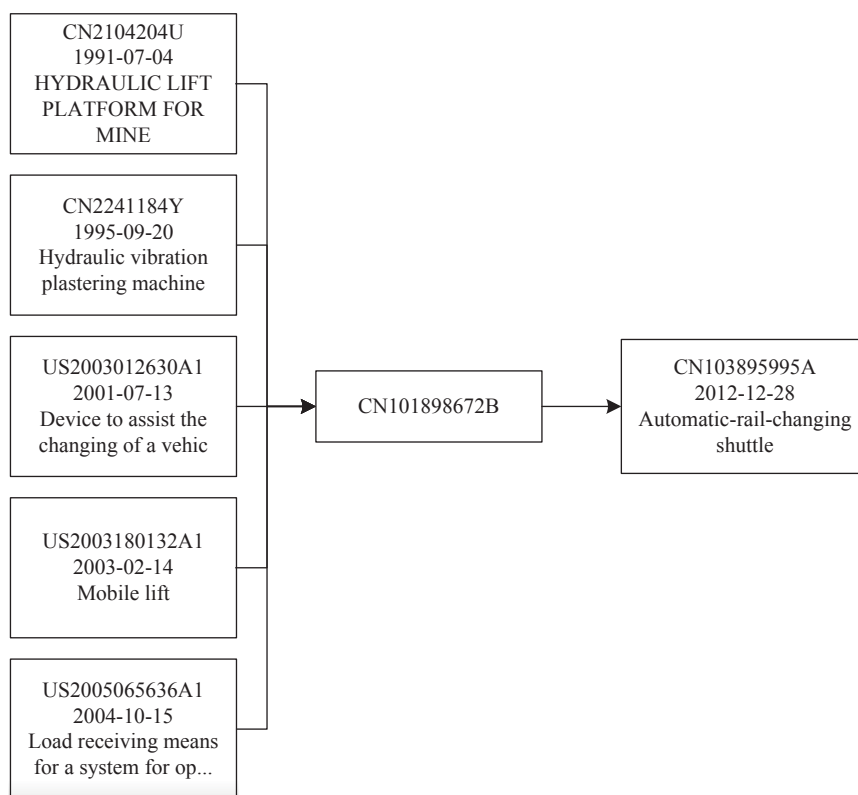 CN2104204U
1991-07-04
HYDRAULIC LIFT
PLATFORM FOR
MINE
CN2241184Y
1995-09-20
Hydraulic vibration
plastering machine
US2003012630A1
2001-07-13
Device to assist the
changing of a vehic
US2003180132A1
2003-02-14
Mobile lift
US2005065636A1
2004-10-15
Load receiving means
for a system for op...
CN101898672B
CN103895995A
2012-12-28
Automatic-rail-changing
shuttle